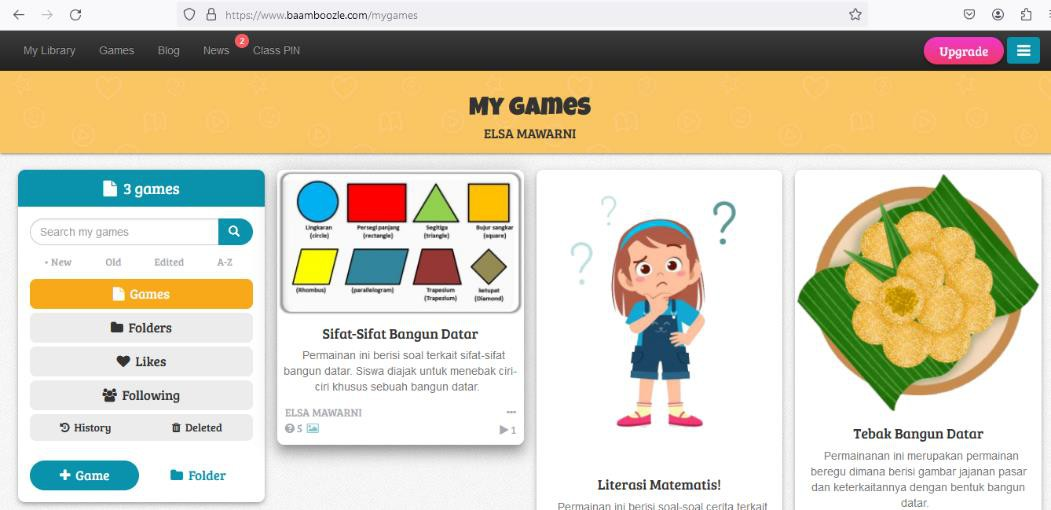 https://www.baamboozle.com/mygames
My Library Games Blog News 2 Class PIN Upgrade
My Games
ELSA MAWARNI
3 games
Search my games
• New Old Edited A-Z
Games
Folders
Likes
Following
History Deleted
Game Folder
Lingkaran Persegi panjang Segitiga Bujur sangkar
(circle) (rectangle) (triangle) (square)
(Rhombus) (parallelogram) Trapesium ketupat
(Trapezium) (Diamond)
Sifat-Sifat Bangun Datar
Permainan ini berisi soal terkait sifat-sifat
bangun datar. Siswa diajak untuk menebak ciri-
ciri khusus sebuah bangun datar.
ELSA MAWARNI
5 1
Literasi Matematis!
Permainan ini berisi soal-soal cerita terkait
Tebak Bangun Datar
Permainanan ini merupakan permainan
beregu dimana berisi gambar jajanan pasar
dan keterkaitannya dengan bentuk bangun
datar.